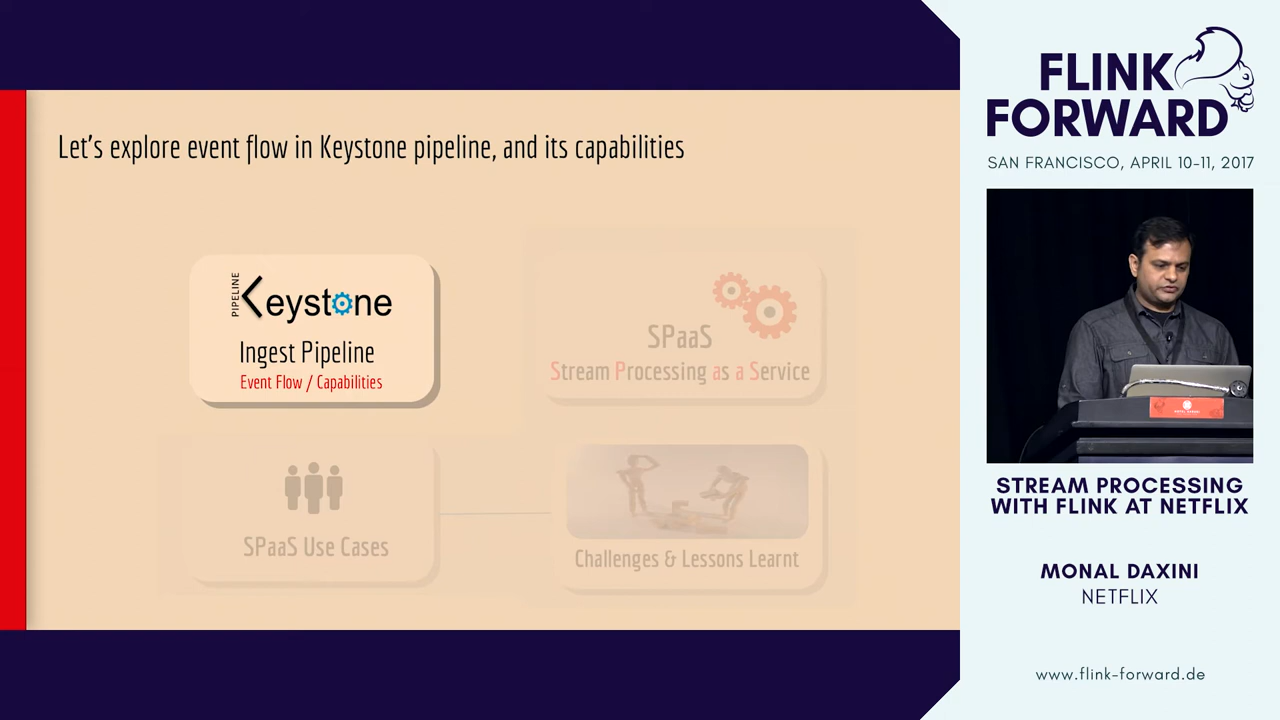 Let's explore event flow in Keystone pipeline, and its capabilities
PIPELINE
Keystone
Ingest Pipeline
Event Flow / Capabilities
SPaaS
Stream Processing as a Service
SPaaS Use Cases
Challenges & Lessons Learnt
FLINK
FORWARD
SAN FRANCISCO, APRIL 10-11, 2017
STREAM PROCESSING
WITH FLINK AT NETFLIX
MONAL DAXINI
NETFLIX
www.flink-forward.de